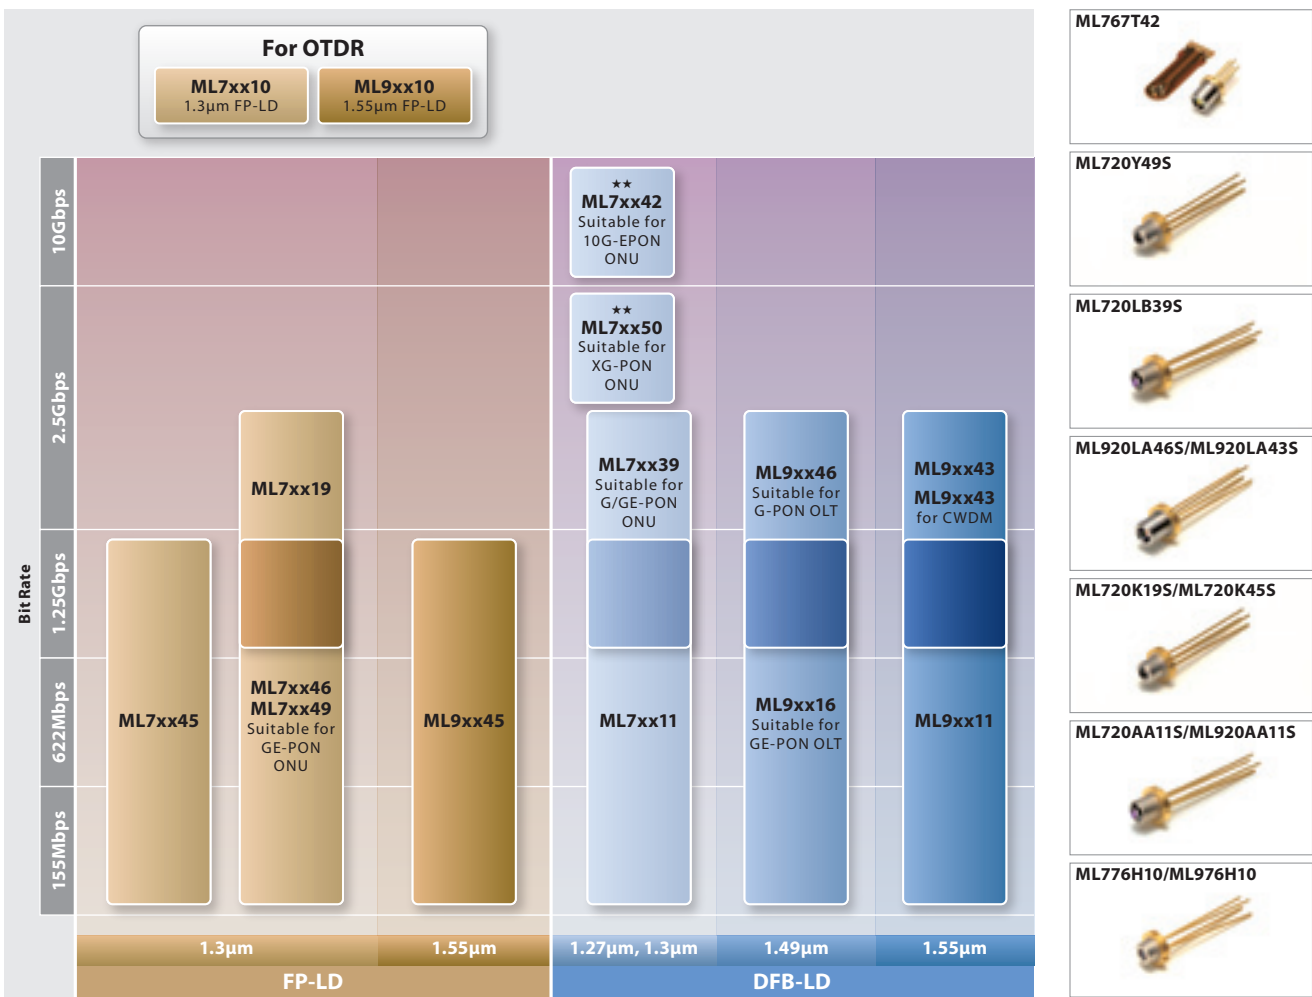 For OTDR
ML7xx10
1.3µm FP-LD
ML9xx10
1.55µm FP-LD
Bit Rate
10Gbps
2.5Gbps
1.25Gbps
622Mbps
155Mbps
★★
ML7xx42
Suitable for
10G-EPON
ONU
★★
ML7xx50
Suitable for
XG-PON
ONU
ML7xx19
ML7xx39
Suitable for
G/GE-PON
ONU
ML9xx46
Suitable for
G-PON OLT
ML9xx43
ML9xx43
for CWDM
ML7xx45
ML7xx46
ML7xx49
Suitable for
GE-PON
ONU
ML9xx45
ML7xx11
ML9xx16
Suitable for
GE-PON OLT
ML9xx11
1.3µm
1.55µm
1.27µm, 1.3µm
1.49µm
1.55µm
FP-LD
DFB-LD
ML767T42
ML720Y49S
ML720LB39S
ML920LA46S/ML920LA43S
ML720K19S/ML720K45S
ML720AA11S/ML920AA11S
ML776H10/ML976H10